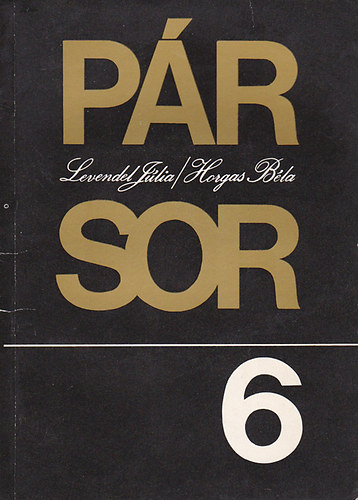 PÁR
Levendel Júlia/Horgas Béla
SOR
6